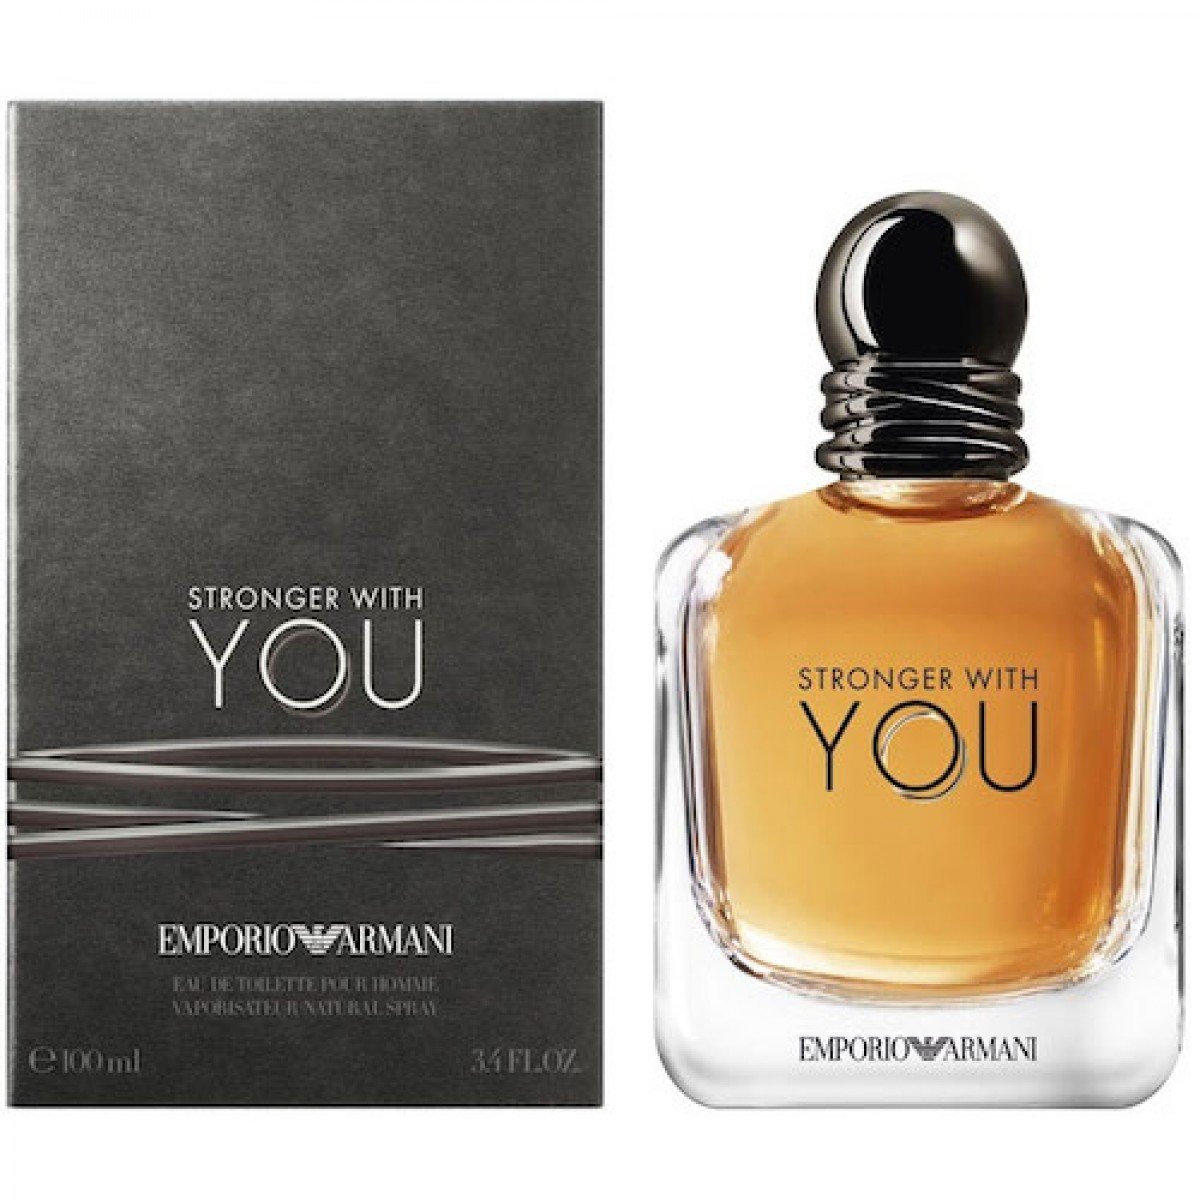 STRONGER WITH
YOU
EMPORIO ARMANI
EAU DE TOILETTE POUR HOMME
VAPORISATEUR NATURAL SPRAY
℮100 ml 3.4 FL.OZ.
STRONGER WITH
YOU
EMPORIO ARMANI